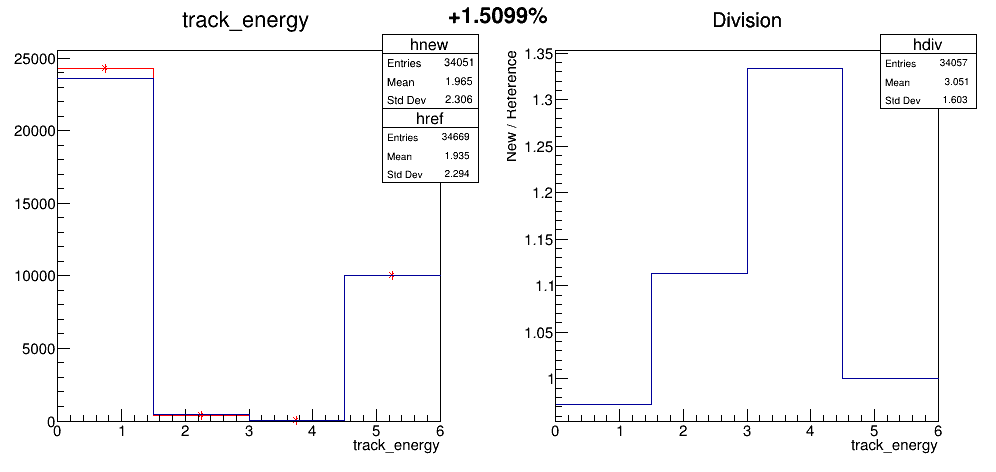 +1.5099%
track_energy
hnew
Entries 34051
Mean 1.965
Std Dev 2.306
href
Entries 34669
Mean 1.935
Std Dev 2.294
25000
20000
15000
10000
5000
0
0 1 2 3 4 5 6
track_energy
Division
hdiv
Entries 34057
Mean 3.051
Std Dev 1.603
New / Reference
1.35
1.3
1.25
1.2
1.15
1.1
1.05
1
0 1 2 3 4 5 6
track_energy